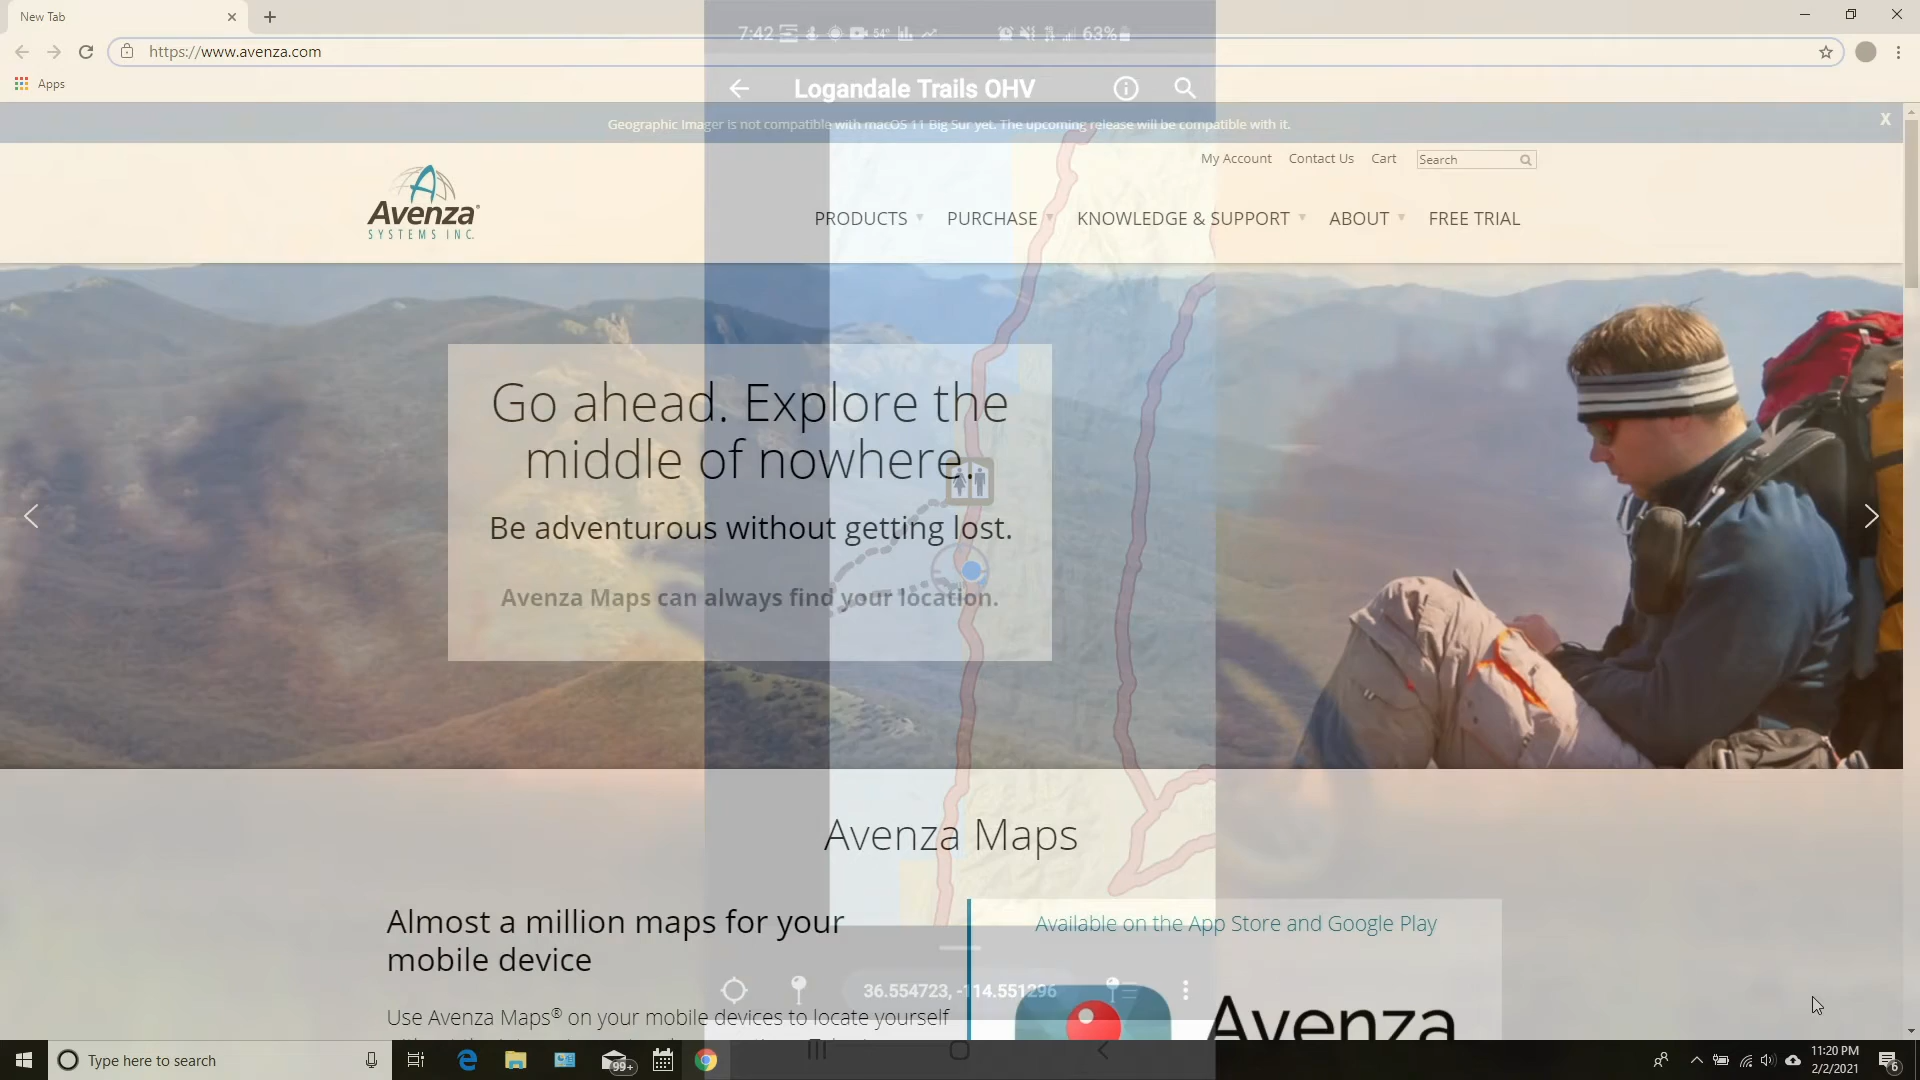 New Tab
7:42
54°
63%
https://www.avenza.com
Apps
Logandale Trails OHV
Geographic Imager is not compatible with macOS 11 Big Sur yet. The upcoming release will be compatible with it.
X
My Account
Contact Us
Cart
Search
Avenza®
SYSTEMS INC.
PRODUCTS
PURCHASE
KNOWLEDGE & SUPPORT
ABOUT
FREE TRIAL
Go ahead. Explore the
middle of nowhere.
Be adventurous without getting lost.
Avenza Maps can always find your location.
Avenza Maps
Almost a million maps for your
mobile device
Available on the App Store and Google Play
36.554723, -114.551296
Use Avenza Maps® on your mobile devices to locate yourself
Avenza
Type here to search
99+
11:20 PM
2/2/2021
6